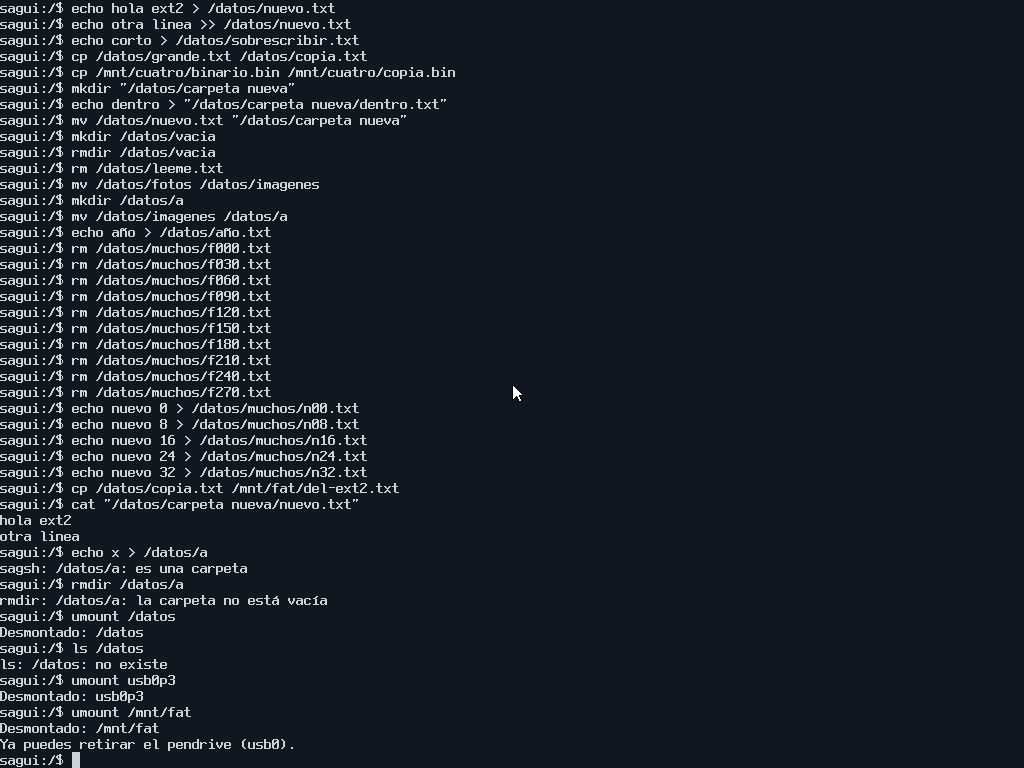 sagui:/$ echo hola ext2 > /datos/nuevo.txt
sagui:/$ echo otra linea >> /datos/nuevo.txt
sagui:/$ echo corto > /datos/sobrescribir.txt
sagui:/$ cp /datos/grande.txt /datos/copia.txt
sagui:/$ cp /mnt/cuatro/binario.bin /mnt/cuatro/copia.bin
sagui:/$ mkdir "/datos/carpeta nueva"
sagui:/$ echo dentro > "/datos/carpeta nueva/dentro.txt"
sagui:/$ mv /datos/nuevo.txt "/datos/carpeta nueva"
sagui:/$ mkdir /datos/vacia
sagui:/$ rmdir /datos/vacia
sagui:/$ rm /datos/leeme.txt
sagui:/$ mv /datos/fotos /datos/imagenes
sagui:/$ mkdir /datos/a
sagui:/$ mv /datos/imagenes /datos/a
sagui:/$ echo año > /datos/año.txt
sagui:/$ rm /datos/muchos/f000.txt
sagui:/$ rm /datos/muchos/f030.txt
sagui:/$ rm /datos/muchos/f060.txt
sagui:/$ rm /datos/muchos/f090.txt
sagui:/$ rm /datos/muchos/f120.txt
sagui:/$ rm /datos/muchos/f150.txt
sagui:/$ rm /datos/muchos/f180.txt
sagui:/$ rm /datos/muchos/f210.txt
sagui:/$ rm /datos/muchos/f240.txt
sagui:/$ rm /datos/muchos/f270.txt
sagui:/$ echo nuevo 0 > /datos/muchos/n00.txt
sagui:/$ echo nuevo 8 > /datos/muchos/n08.txt
sagui:/$ echo nuevo 16 > /datos/muchos/n16.txt
sagui:/$ echo nuevo 24 > /datos/muchos/n24.txt
sagui:/$ echo nuevo 32 > /datos/muchos/n32.txt
sagui:/$ cp /datos/copia.txt /mnt/fat/del-ext2.txt
sagui:/$ cat "/datos/carpeta nueva/nuevo.txt"
hola ext2
otra linea
sagui:/$ echo x > /datos/a
sagsh: /datos/a: es una carpeta
sagui:/$ rmdir /datos/a
rmdir: /datos/a: la carpeta no está vacía
sagui:/$ umount /datos
Desmontado: /datos
sagui:/$ ls /datos
ls: /datos: no existe
sagui:/$ umount usb0p3
Desmontado: usb0p3
sagui:/$ umount /mnt/fat
Desmontado: /mnt/fat
Ya puedes retirar el pendrive (usb0).
sagui:/$